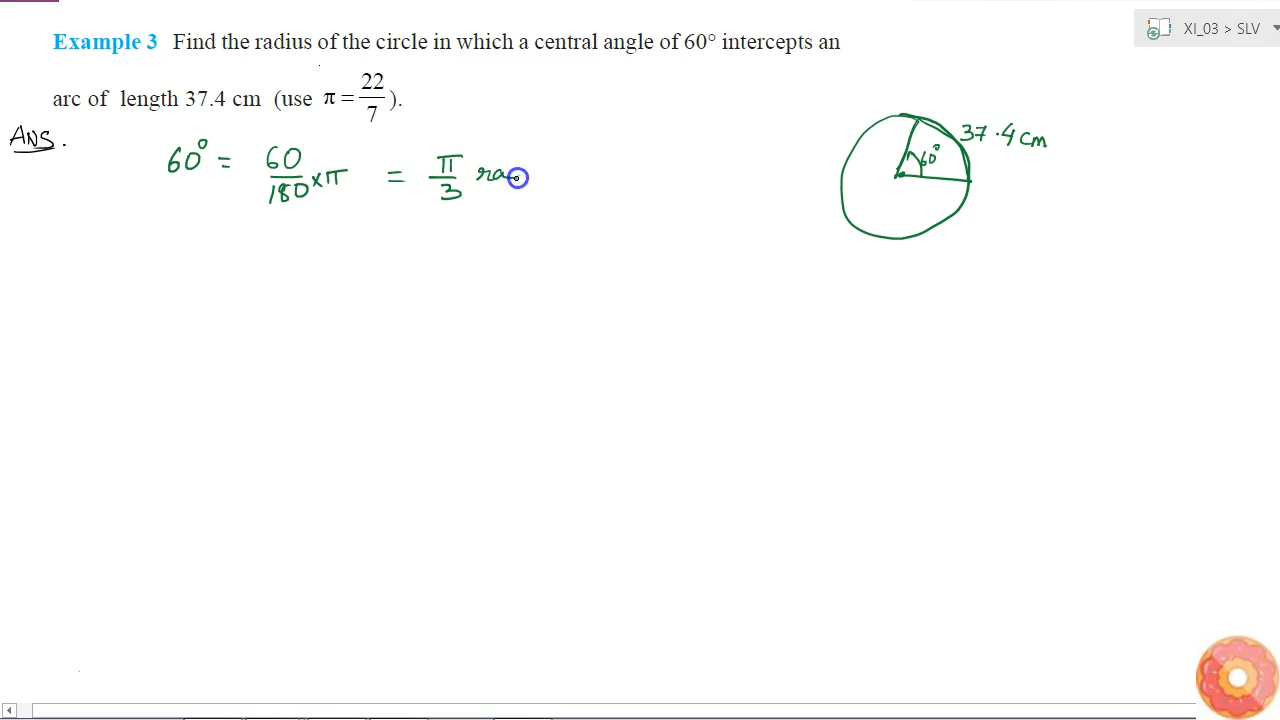 XI_03 > SLV
Example 3 Find the radius of the circle in which a central angle of 60° intercepts an
arc of length 37.4 cm (use π = 22/7 ).
ANS.
60° = 60/180 × π = π/3 ra
37.4 cm
60°